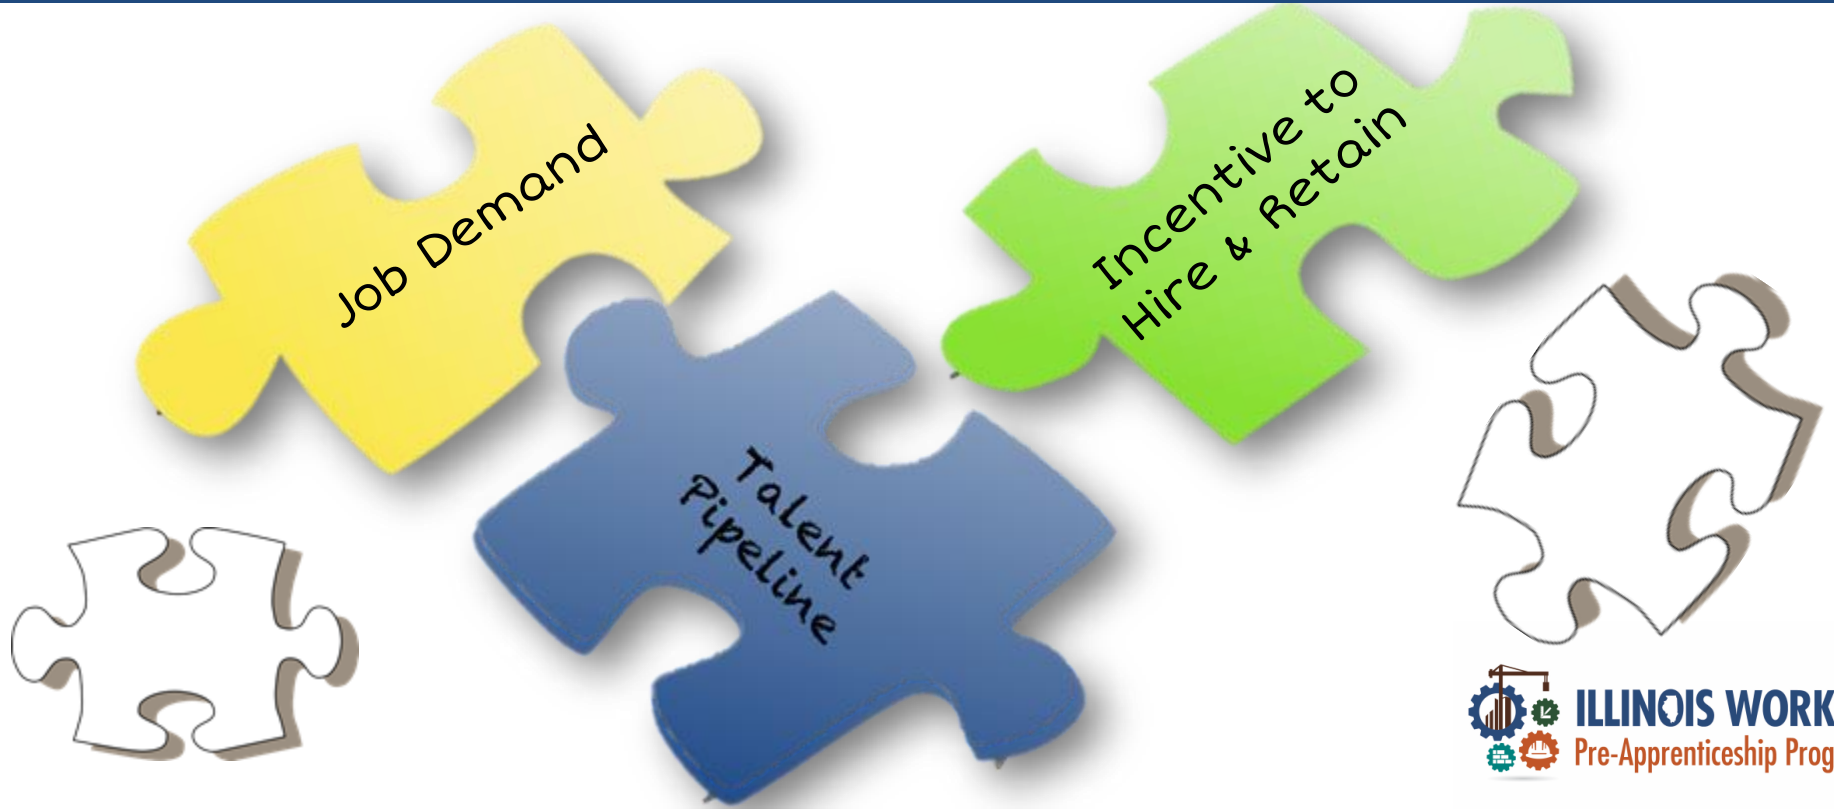 Job Demand
Incentive to
Hire & Retain
Talent
Pipeline
ILLINOIS WORK
Pre-Apprenticeship Prog